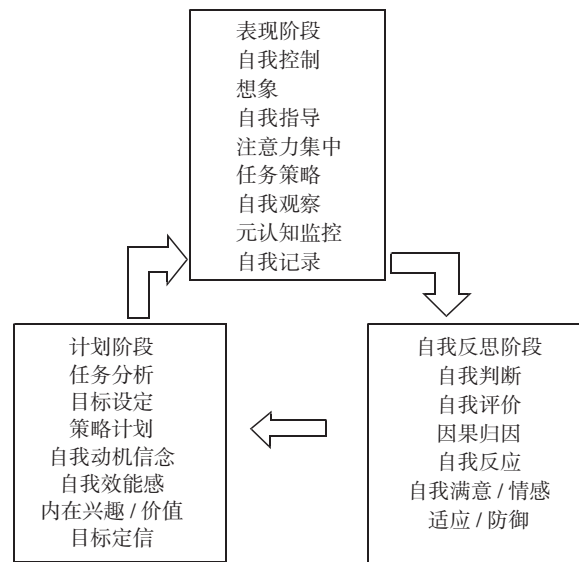 表现阶段
自我控制
想象
自我指导
注意力集中
任务策略
自我观察
元认知监控
自我记录
计划阶段
任务分析
目标设定
策略计划
自我动机信念
自我效能感
内在兴趣 / 价值
目标定信
自我反思阶段
自我判断
自我评价
因果归因
自我反应
自我满意 / 情感
适应 / 防御